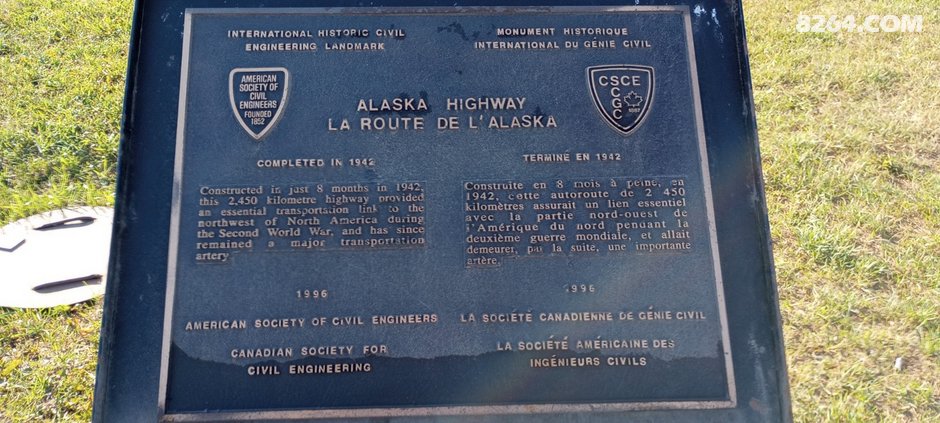 8264.COM
INTERNATIONAL HISTORIC CIVIL
ENGINEERING LANDMARK
MONUMENT HISTORIQUE
INTERNATIONAL DU GÉNIE CIVIL
AMERICAN
SOCIETY OF
CIVIL
ENGINEERS
FOUNDED
1852
CSCE
C
G
C
1887
ALASKA HIGHWAY
LA ROUTE DE L'ALASKA
COMPLETED IN 1942
Constructed in just 8 months in 1942,
this 2,450 kilometre highway provided
an essential transportation link to the
northwest of North America during
the Second World War, and has since
remained a major transportation
artery
1996
AMERICAN SOCIETY OF CIVIL ENGINEERS
CANADIAN SOCIETY FOR
CIVIL ENGINEERING
TERMINÉ EN 1942
Construite en 8 mois à peine, en
1942, cette autoroute de 2 450
kilomètres assurait un lien essentiel
avec la partie nord-ouest de
l'Amérique du nord pendant la
deuxième guerre mondiale, et allait
demeurer, par la suite, une importante
artère.
1996
LA SOCIÉTÉ CANADIENNE DE GÉNIE CIVIL
LA SOCIÉTÉ AMÉRICAINE DES
INGÉNIEURS CIVILS